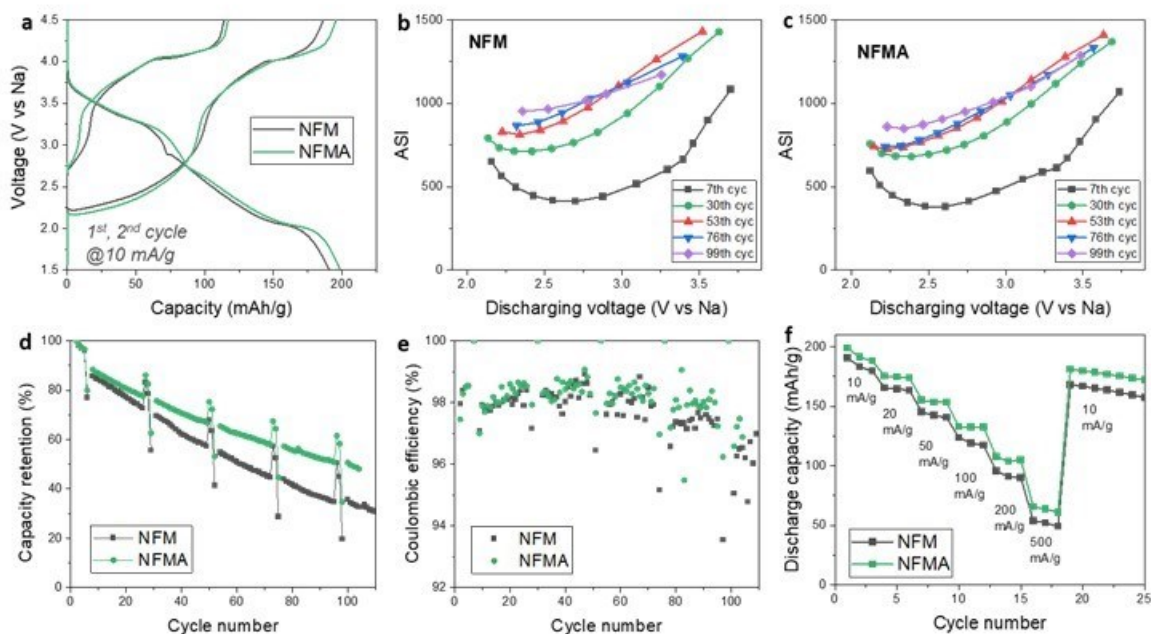 a
4.5
4.0
3.5
3.0
2.5
2.0
1.5
Voltage (V vs Na)
NFM
NFMA
1st, 2nd cycle
@10 mA/g
0 50 100 150 200
Capacity (mAh/g)
b
NFM
1500
1000
500
0
ASI
7th cyc
30th cyc
53th cyc
76th cyc
99th cyc
2.0 2.5 3.0 3.5
Discharging voltage (V vs Na)
c
NFMA
1500
1000
500
0
ASI
7th cyc
30th cyc
53th cyc
76th cyc
99th cyc
2.0 2.5 3.0 3.5
Discharging voltage (V vs Na)
d
100
80
60
40
20
0
Capacity retention (%)
NFM
NFMA
0 20 40 60 80 100
Cycle number
e
100
98
96
94
92
Coulombic efficiency (%)
NFM
NFMA
0 20 40 60 80 100
Cycle number
f
200
150
100
50
0
Discharge capacity (mAh/g)
10
mA/g
20
mA/g
50
mA/g
100
mA/g
200
mA/g
500
mA/g
10
mA/g
NFM
NFMA
0 5 10 15 20 25
Cycle number